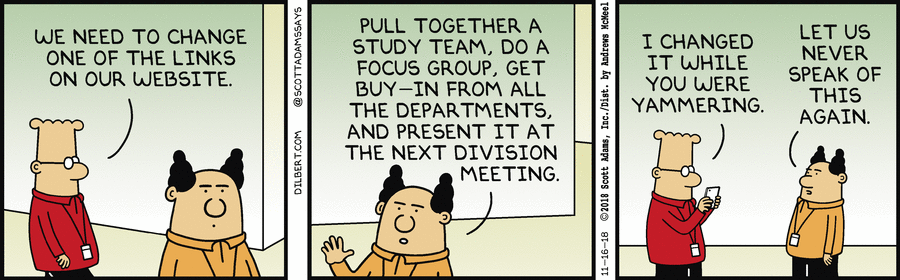 WE NEED TO CHANGE
ONE OF THE LINKS
ON OUR WEBSITE.
DILBERT.COM @SCOTTADAMSSAYS
PULL TOGETHER A
STUDY TEAM, DO A
FOCUS GROUP, GET
BUY-IN FROM ALL
THE DEPARTMENTS,
AND PRESENT IT AT
THE NEXT DIVISION
MEETING.
11-16-18 ©2018 Scott Adams, Inc./Dist. by Andrews McMeel
I CHANGED
IT WHILE
YOU WERE
YAMMERING.
LET US
NEVER
SPEAK OF
THIS
AGAIN.